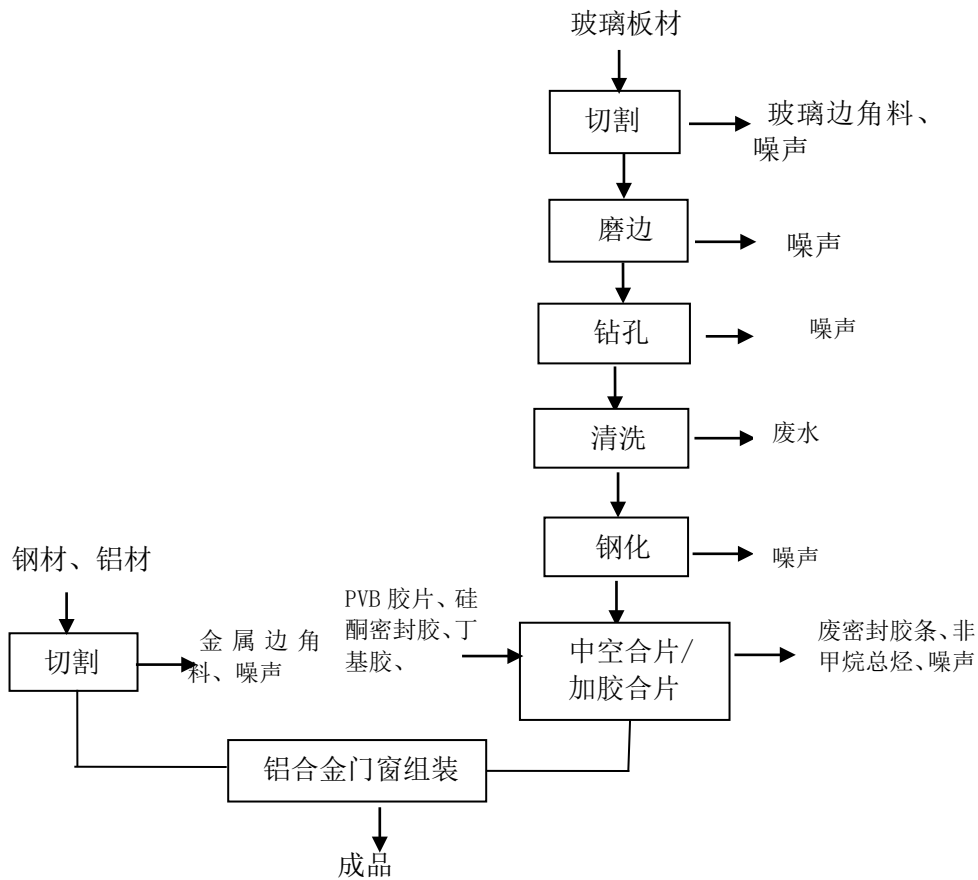 玻璃板材
切割
玻璃边角料、
噪声
磨边
噪声
钻孔
噪声
清洗
废水
钢化
噪声
钢材、铝材
切割
金属边角
料、噪声
PVB 胶片、硅
酮密封胶、丁
基胶、
中空合片/
加胶合片
废密封胶条、非
甲烷总烃、噪声
铝合金门窗组装
成品